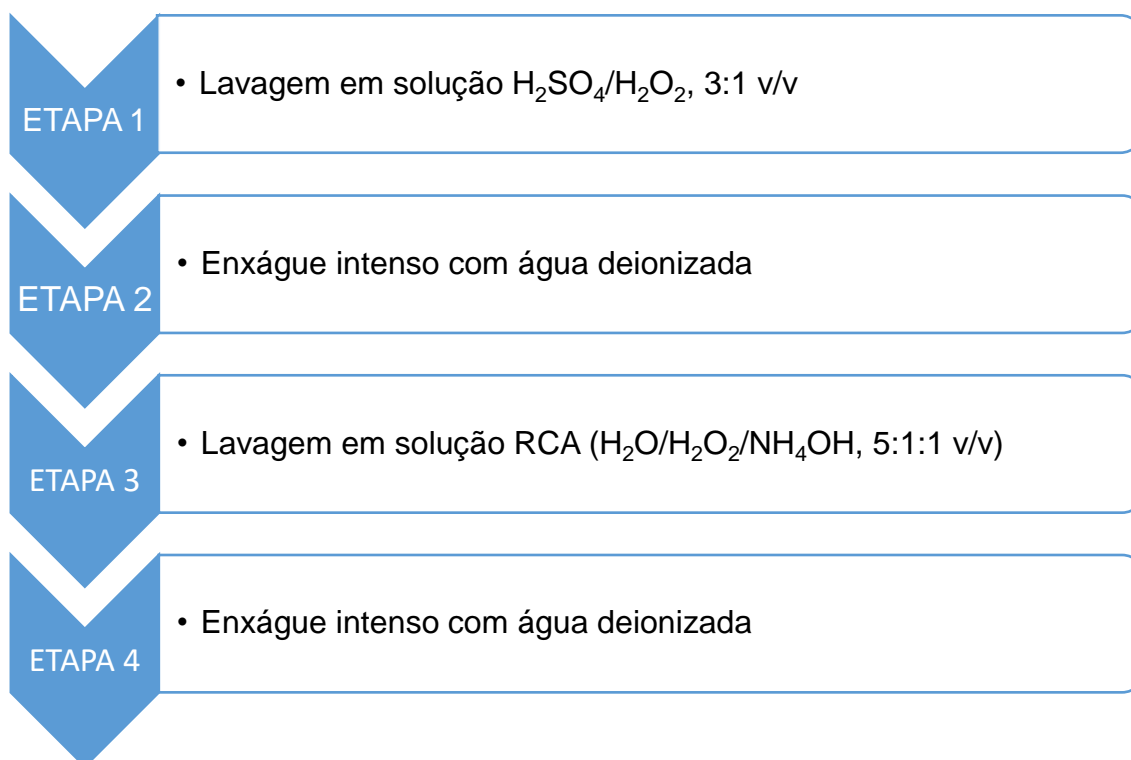 ETAPA 1
• Lavagem em solução H₂SO₄/H₂O₂, 3:1 v/v
ETAPA 2
• Enxágue intenso com água deionizada
ETAPA 3
• Lavagem em solução RCA (H₂O/H₂O₂/NH₄OH, 5:1:1 v/v)
ETAPA 4
• Enxágue intenso com água deionizada